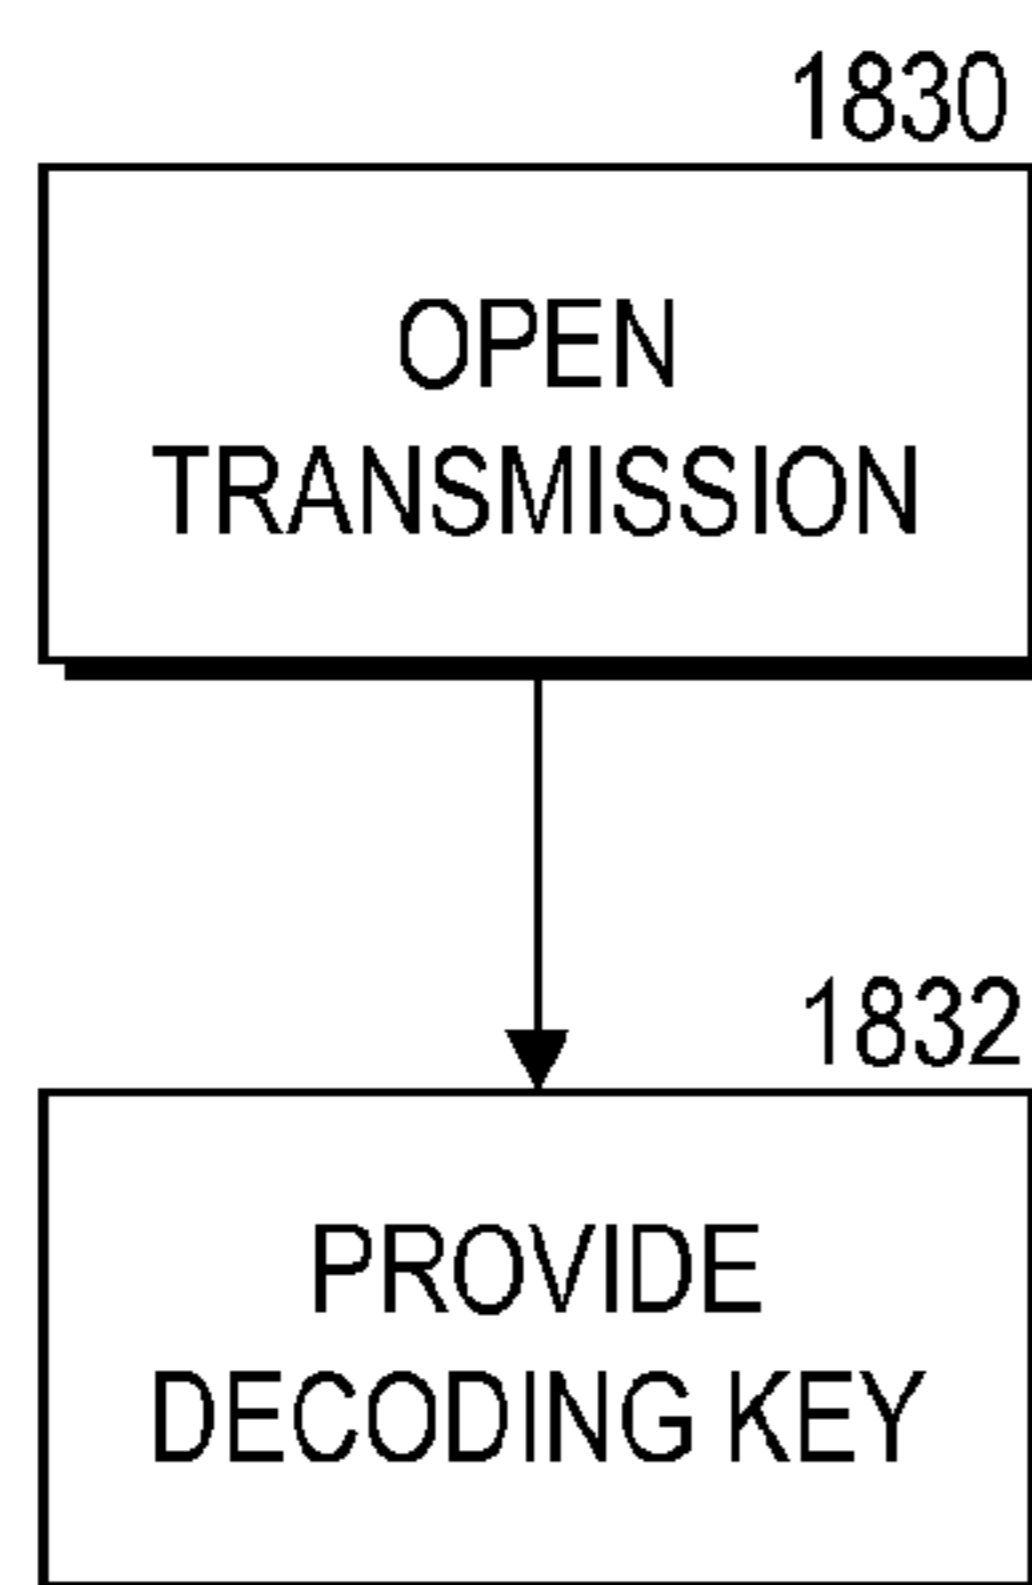 1830
OPEN
TRANSMISSION
1832
PROVIDE
DECODING KEY